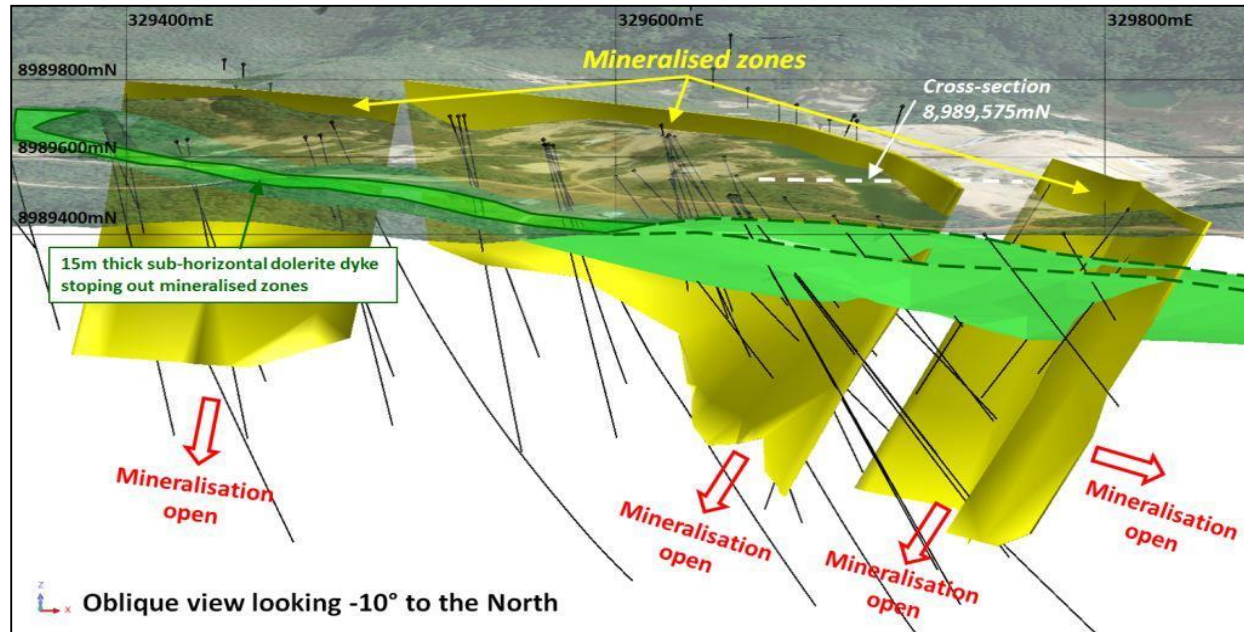 329400mE
329600mE
329800mE
Mineralised zones
8989800mN
Cross-section
8,989,575mN
8989600mN
8989400mN
15m thick sub-horizontal dolerite dyke
stoping out mineralised zones
Mineralisation
open
Mineralisation
open
Mineralisation
open
Mineralisation
open
z
x
Oblique view looking -10° to the North